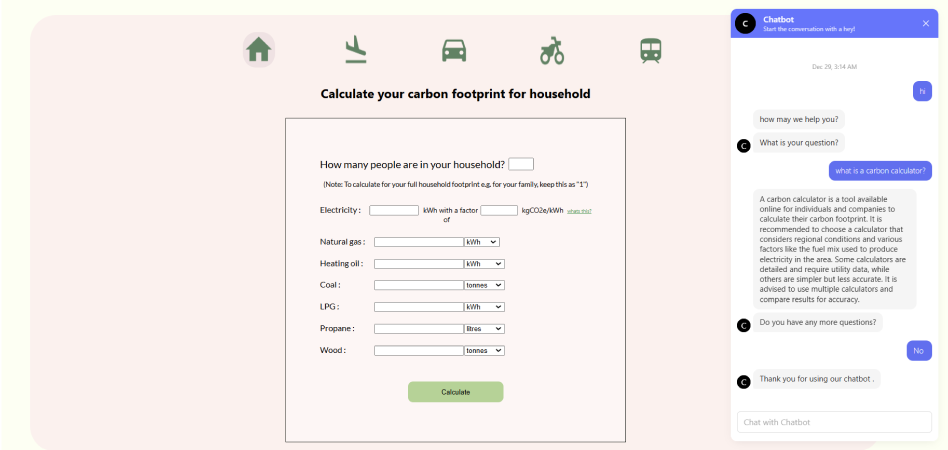 Calculate your carbon footprint for household
How many people are in your household?
(Note: To calculate for your full household footprint e.g. for your family, keep this as "1")
Electricity : kWh with a factor of kgCO2e/kWh whats this?
Natural gas : kWh
Heating oil : kWh
Coal : tonnes
LPG : kWh
Propane : litres
Wood : tonnes
Calculate
C
Chatbot
Start the conversation with a hey!
Dec 29, 3:14 AM
hi
how may we help you?
C
What is your question?
what is a carbon calculator?
A carbon calculator is a tool available
online for individuals and companies to
calculate their carbon footprint. It is
recommended to choose a calculator that
considers regional conditions and various
factors like the fuel mix used to produce
electricity in the area. Some calculators are
detailed and require utility data, while
others are simpler but less accurate. It is
advised to use multiple calculators and
compare results for accuracy.
C
Do you have any more questions?
No
C
Thank you for using our chatbot .
Chat with Chatbot